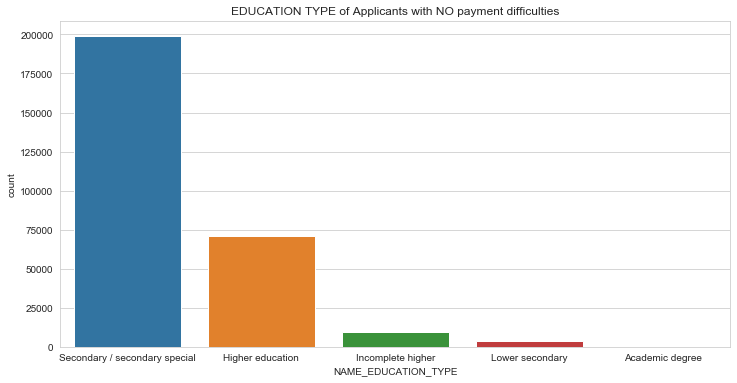 EDUCATION TYPE of Applicants with NO payment difficulties
200000
175000
150000
125000
100000
75000
50000
25000
0
count
Secondary / secondary special
Higher education
Incomplete higher
Lower secondary
Academic degree
NAME_EDUCATION_TYPE